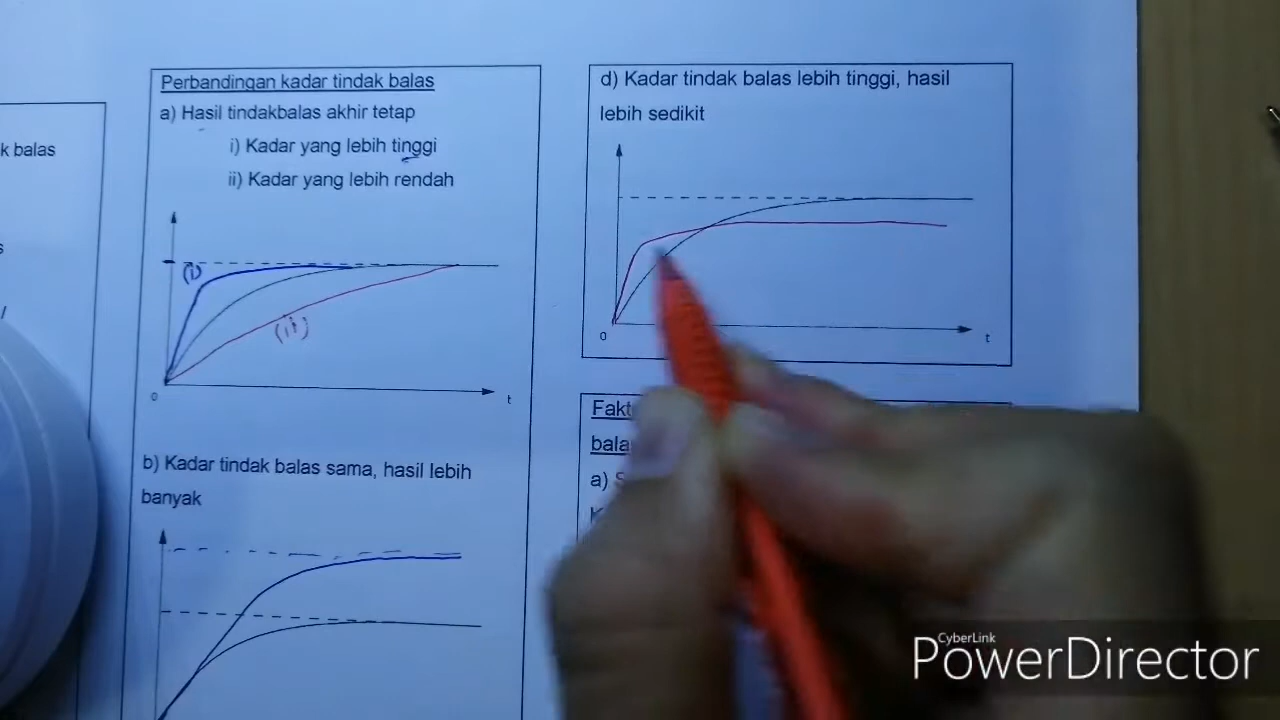 k balas
Perbandingan kadar tindak balas
a) Hasil tindakbalas akhir tetap
i) Kadar yang lebih tinggi
ii) Kadar yang lebih rendah
(i)
(ii)
0
t
b) Kadar tindak balas sama, hasil lebih
banyak
d) Kadar tindak balas lebih tinggi, hasil
lebih sedikit
0
t
Fakt
bala
a) S
CyberLink
PowerDirector